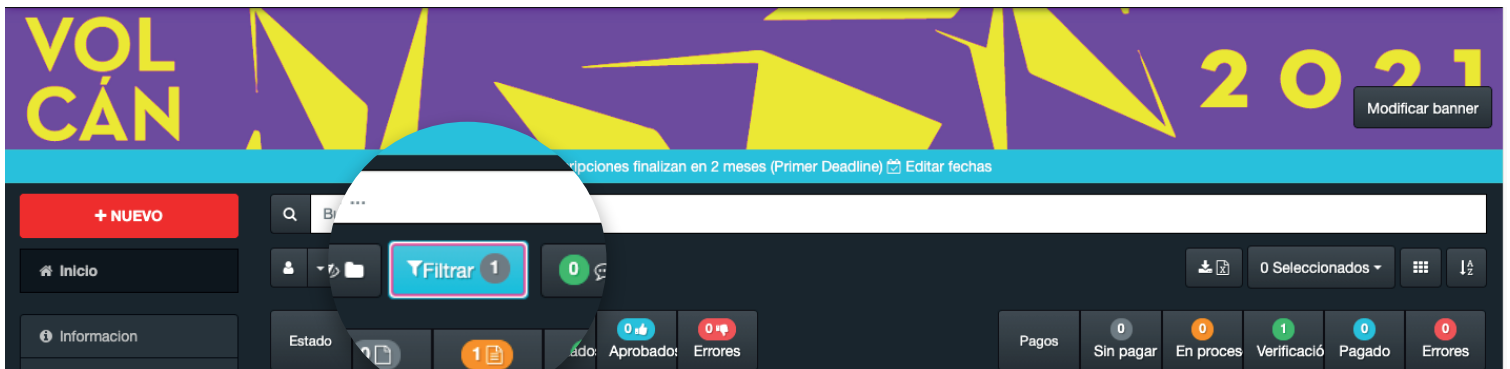 VOL
CÁN
2021
Modificar banner
ripciones finalizan en 2 meses (Primer Deadline) Editar fechas
+ NUEVO
...
Inicio
Filtrar 1
0
0 Seleccionados
Informacion
Estado
0
1
0
Aprobados
0
Errores
Pagos
0
Sin pagar
0
En proces
1
Verificació
0
Pagado
0
Errores